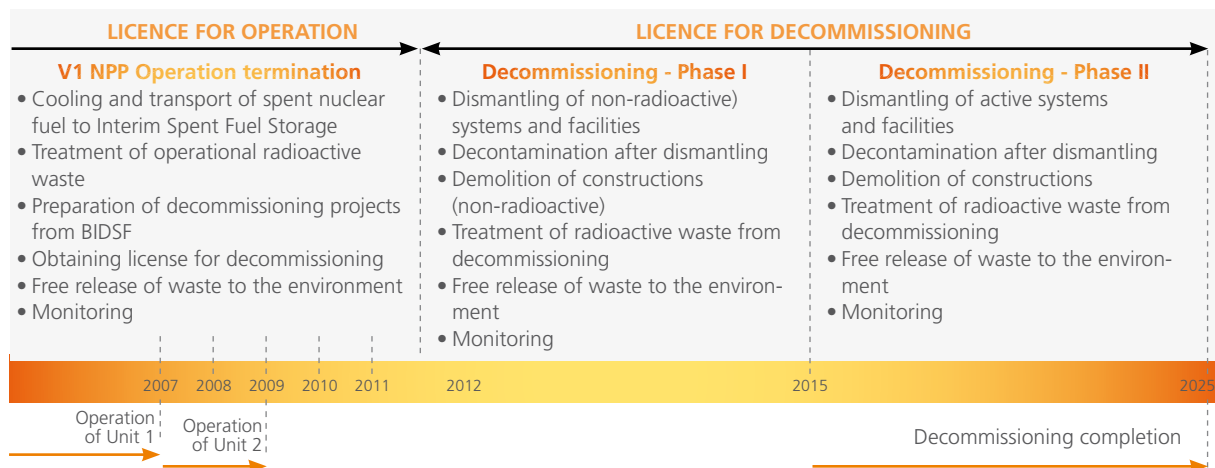 LICENCE FOR OPERATION
LICENCE FOR DECOMMISSIONING
V1 NPP Operation termination
• Cooling and transport of spent nuclear
fuel to Interim Spent Fuel Storage
• Treatment of operational radioactive
waste
• Preparation of decommissioning projects
from BIDSF
• Obtaining license for decommissioning
• Free release of waste to the environment
• Monitoring
Decommissioning - Phase I
• Dismantling of non-radioactive)
systems and facilities
• Decontamination after dismantling
• Demolition of constructions
(non-radioactive)
• Treatment of radioactive waste from
decommissioning
• Free release of waste to the environ-
ment
• Monitoring
Decommissioning - Phase II
• Dismantling of active systems
and facilities
• Decontamination after dismantling
• Demolition of constructions
• Treatment of radioactive waste from
decommissioning
• Free release of waste to the environ-
ment
• Monitoring
2007 2008 2009 2010 2011 2012 2015 2025
Operation
of Unit 1
Operation
of Unit 2
Decommissioning completion